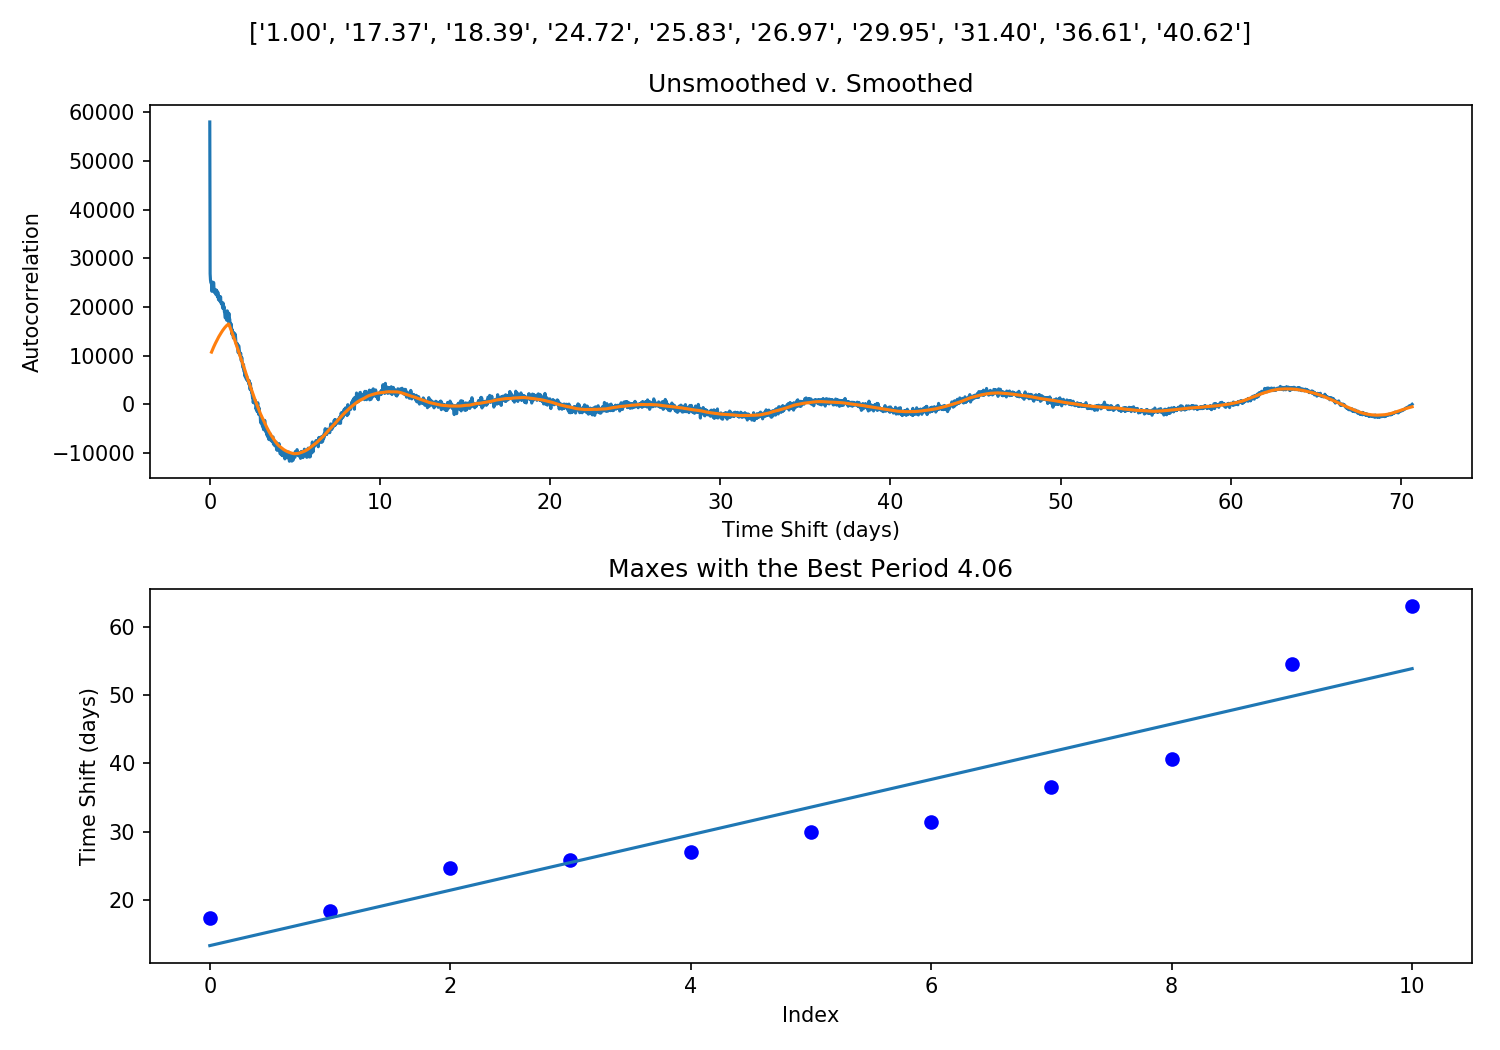 ['1.00', '17.37', '18.39', '24.72', '25.83', '26.97', '29.95', '31.40', '36.61', '40.62']
Unsmoothed v. Smoothed
60000
50000
40000
30000
20000
10000
0
−10000
Autocorrelation
0 10 20 30 40 50 60 70
Time Shift (days)
Maxes with the Best Period 4.06
60
50
40
30
20
Time Shift (days)
0 2 4 6 8 10
Index